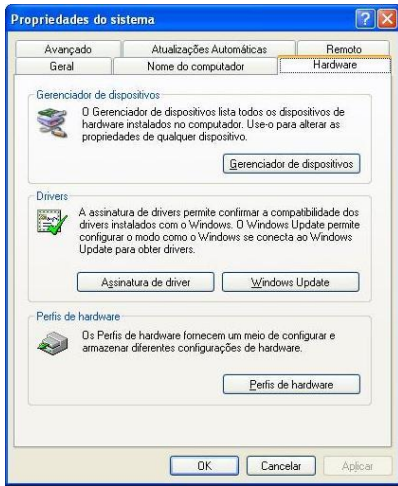 Propriedades do sistema
Avançado Atualizações Automáticas Remoto
Geral Nome do computador Hardware
Gerenciador de dispositivos
O Gerenciador de dispositivos lista todos os dispositivos de
hardware instalados no computador. Use-o para alterar as
propriedades de qualquer dispositivo.
Gerenciador de dispositivos
Drivers
A assinatura de drivers permite confirmar a compatibilidade dos
drivers instalados com o Windows. O Windows Update permite
configurar o modo como o Windows se conecta ao Windows
Update para obter drivers.
Assinatura de driver Windows Update
Perfis de hardware
Os Perfis de hardware fornecem um meio de configurar e
armazenar diferentes configurações de hardware.
Perfis de hardware
OK Cancelar Aplicar